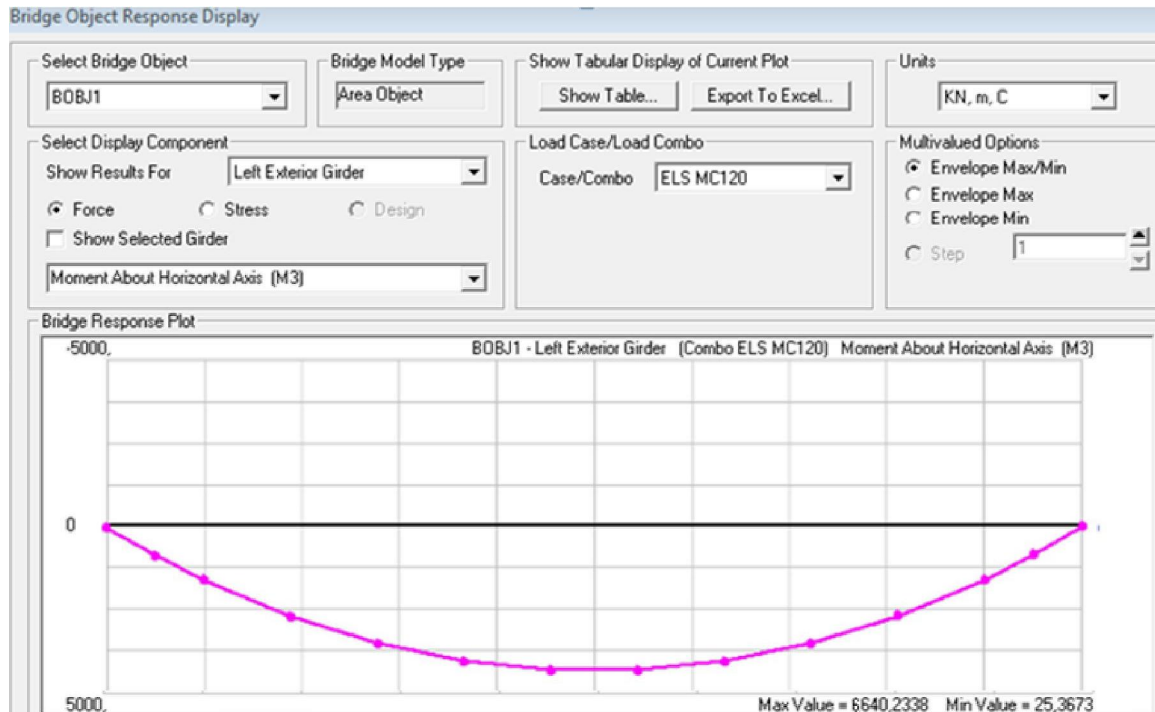 Bridge Object Response Display
Select Bridge Object
BOBJ1
Bridge Model Type
Area Object
Show Tabular Display of Current Plot
Show Table...
Export To Excel...
Units
KN, m, C
Select Display Component
Show Results For
Left Exterior Girder
Force
Stress
Design
Show Selected Girder
Moment About Horizontal Axis (M3)
Load Case/Load Combo
Case/Combo
ELS MC120
Multivalued Options
Envelope Max/Min
Envelope Max
Envelope Min
Step
1
Bridge Response Plot
-5000,
BOBJ1 - Left Exterior Girder (Combo ELS MC120) Moment About Horizontal Axis (M3)
0
5000,
Max Value = 6640,2338 Min Value = 25,3673